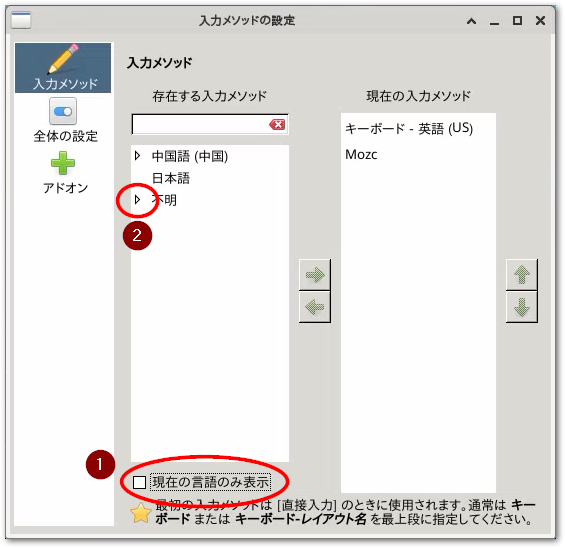 入力メソッドの設定
入力メソッド
全体の設定
アドオン
入力メソッド
存在する入力メソッド
中国語 (中国)
日本語
不明
2
1
現在の言語のみ表示
現在の入力メソッド
キーボード - 英語 (US)
Mozc
最初の入力メソッドは [直接入力] のときに使用されます。通常は キー
ボード または キーボード-レイアウト名 を最上段に指定してください。